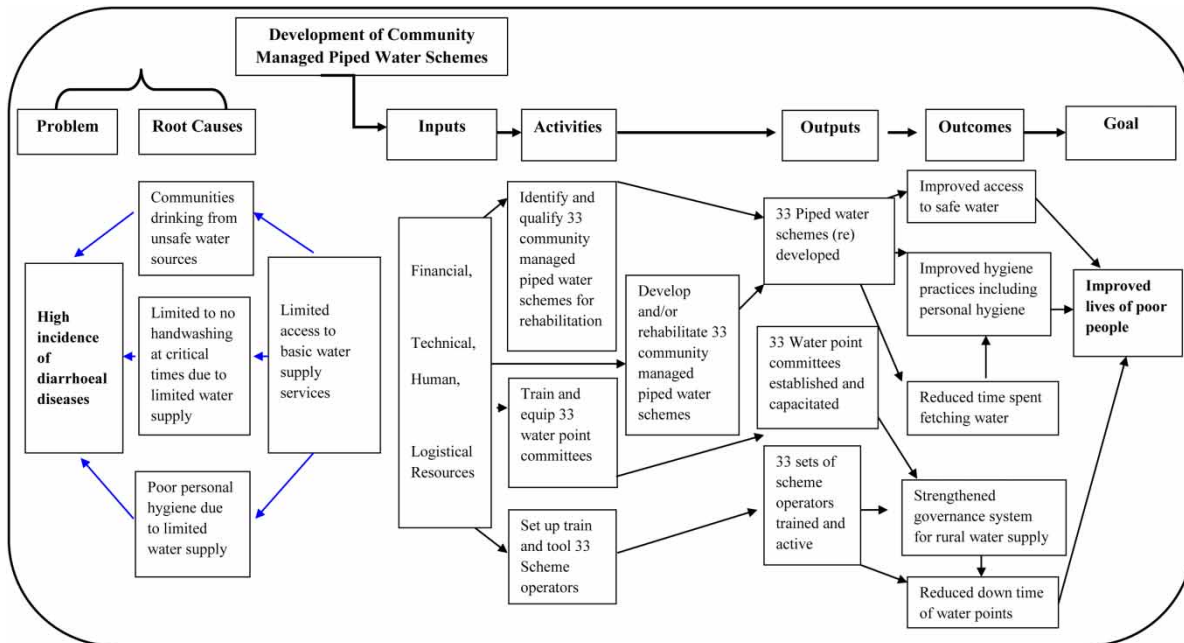 Development of Community
Managed Piped Water Schemes
Problem
Root Causes
Inputs
Activities
Outputs
Outcomes
Goal
Communities
drinking from
unsafe water
sources
High
incidence
of
diarrhoeal
diseases
Limited to no
handwashing
at critical
times due to
limited water
supply
Poor personal
hygiene due
to limited
water supply
Limited
access to
basic water
supply
services
Financial,
Technical,
Human,
Logistical
Resources
Identify and
qualify 33
community
managed
piped water
schemes for
rehabilitation
Train and
equip 33
water point
committees
Set up train
and tool 33
Scheme
operators
Develop
and/or
rehabilitate 33
community
managed
piped water
schemes
33 Piped water
schemes (re)
developed
33 Water point
committees
established and
capacitated
33 sets of
scheme
operators
trained and
active
Improved access
to safe water
Improved hygiene
practices including
personal hygiene
Reduced time spent
fetching water
Strengthened
governance system
for rural water supply
Reduced down time
of water points
Improved
lives of poor
people